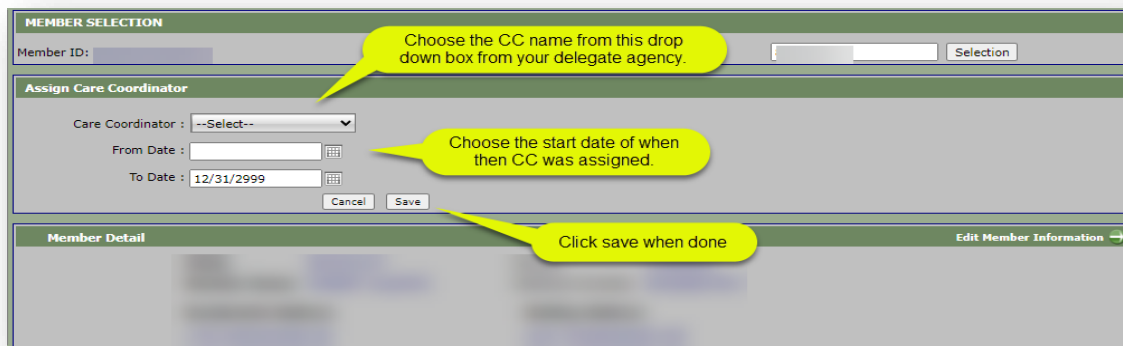 MEMBER SELECTION
Member ID:
Choose the CC name from this drop
down box from your delegate agency.
Selection
Assign Care Coordinator
Care Coordinator : --Select--
From Date :
Choose the start date of when
then CC was assigned.
To Date : 12/31/2999
Cancel Save
Click save when done
Member Detail Edit Member Information